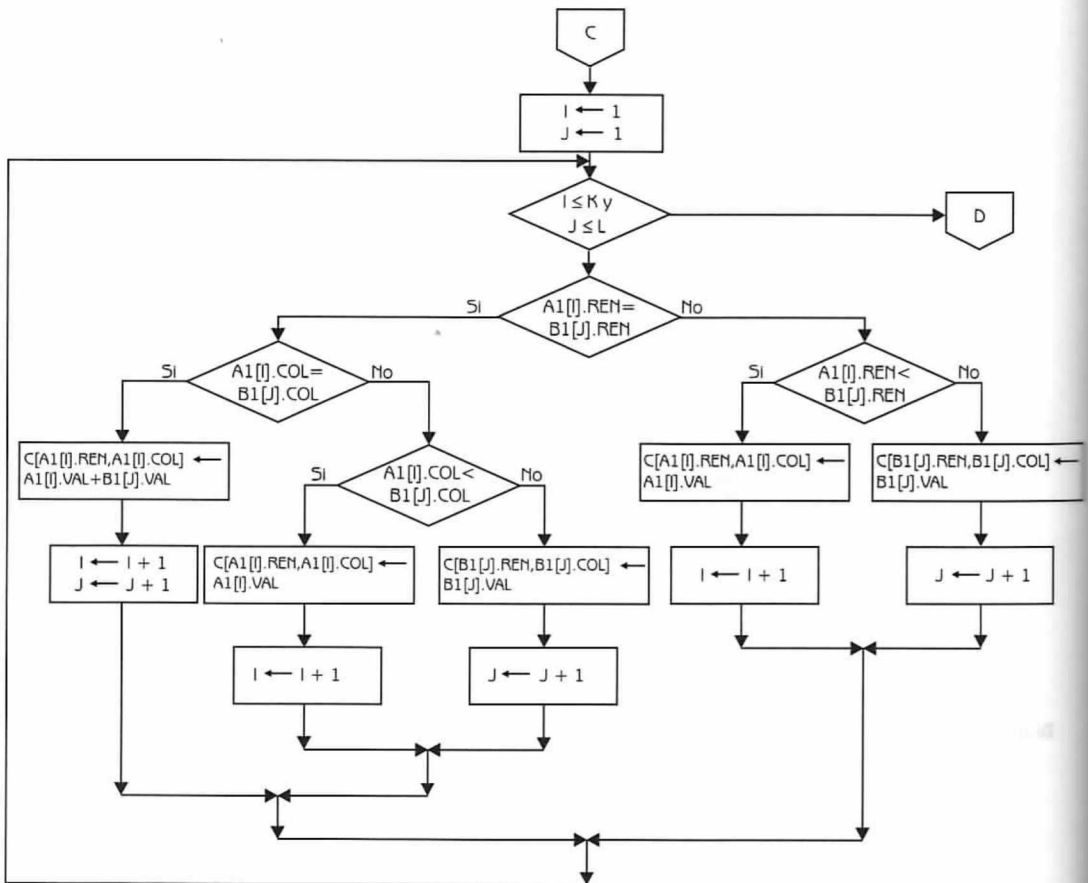 C
I ← 1
J ← 1
I ≤ K y
J ≤ L
D
A1[I].REN=
B1[J].REN
Si
No
A1[I].COL=
B1[J].COL
Si
No
A1[I].REN<
B1[J].REN
Si
No
C[A1[I].REN,A1[I].COL] ←
A1[I].VAL+B1[J].VAL
A1[I].COL<
B1[J].COL
Si
No
C[A1[I].REN,A1[I].COL] ←
A1[I].VAL
C[B1[J].REN,B1[J].COL] ←
B1[J].VAL
I ← I + 1
J ← J + 1
C[A1[I].REN,A1[I].COL] ←
A1[I].VAL
C[B1[J].REN,B1[J].COL] ←
B1[J].VAL
I ← I + 1
J ← J + 1
I ← I + 1
J ← J + 1